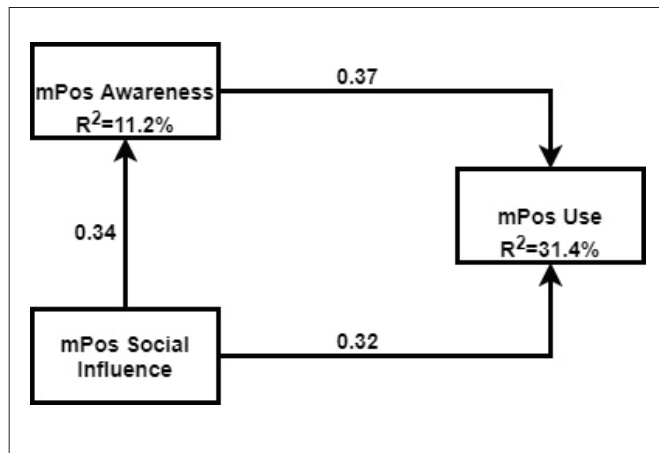 mPos Awareness
R²=11.2%
0.37
mPos Use
R²=31.4%
0.34
mPos Social
Influence
0.32